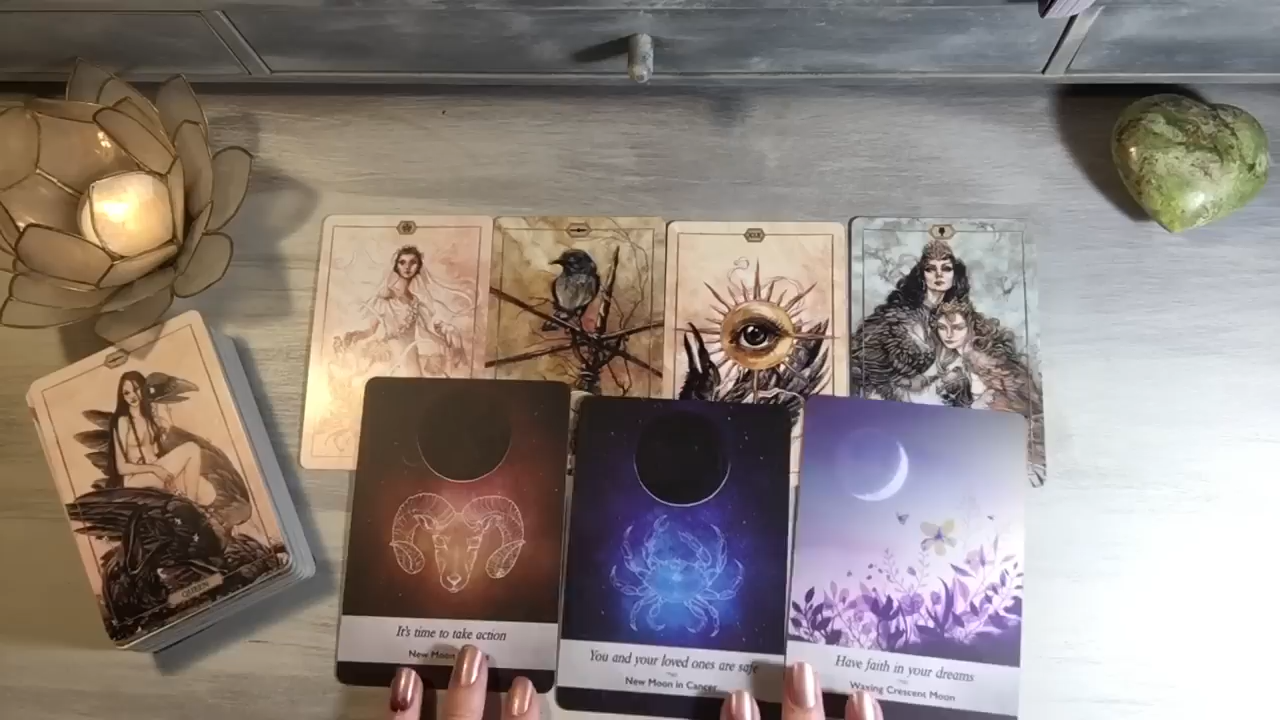 QUEEN
It's time to take action
New Moon
You and your loved ones are safe
New Moon in Cancer
Have faith in your dreams
Waxing Crescent Moon